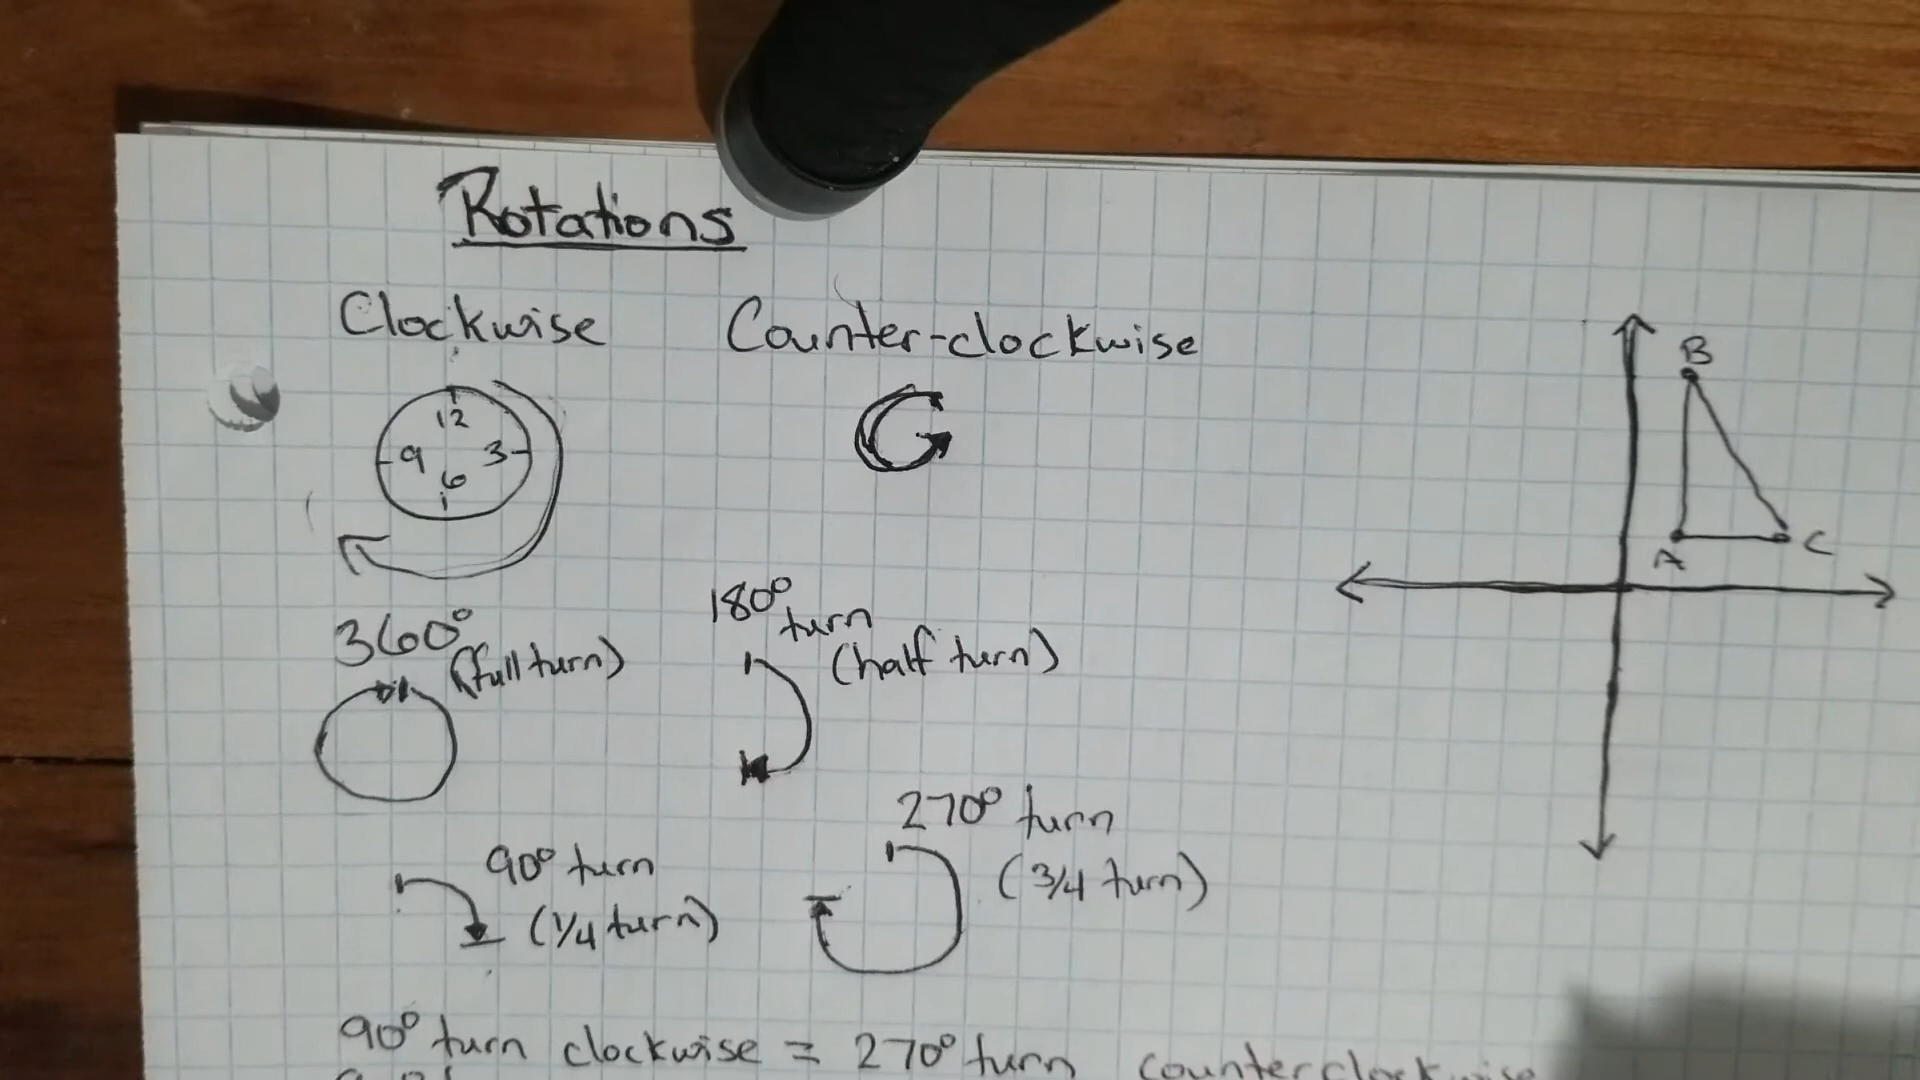 Rotations
Clockwise
Counter-clockwise
12
9 3
6
B
A C
360°
(full turn)
180°
turn
(half turn)
90° turn
(1/4 turn)
270° turn
(3/4 turn)
90° turn clockwise = 270° turn counterclockwise